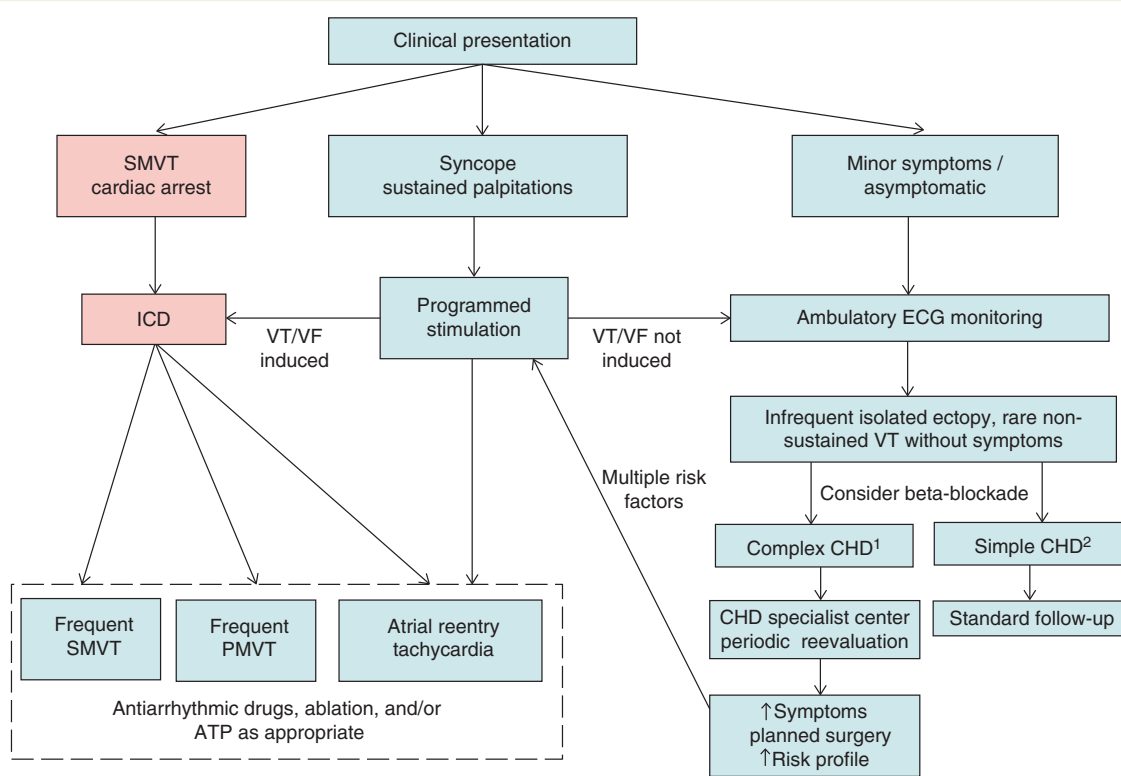 Clinical presentation
SMVT
cardiac arrest
Syncope
sustained palpitations
Minor symptoms /
asymptomatic
ICD
VT/VF
induced
Programmed
stimulation
VT/VF not
induced
Ambulatory ECG monitoring
Infrequent isolated ectopy, rare non-
sustained VT without symptoms
Multiple risk
factors
Consider beta-blockade
Complex CHD¹
Simple CHD²
CHD specialist center
periodic reevaluation
Standard follow-up
Frequent
SMVT
Frequent
PMVT
Atrial reentry
tachycardia
Antiarrhythmic drugs, ablation, and/or
ATP as appropriate
↑Symptoms
planned surgery
↑Risk profile